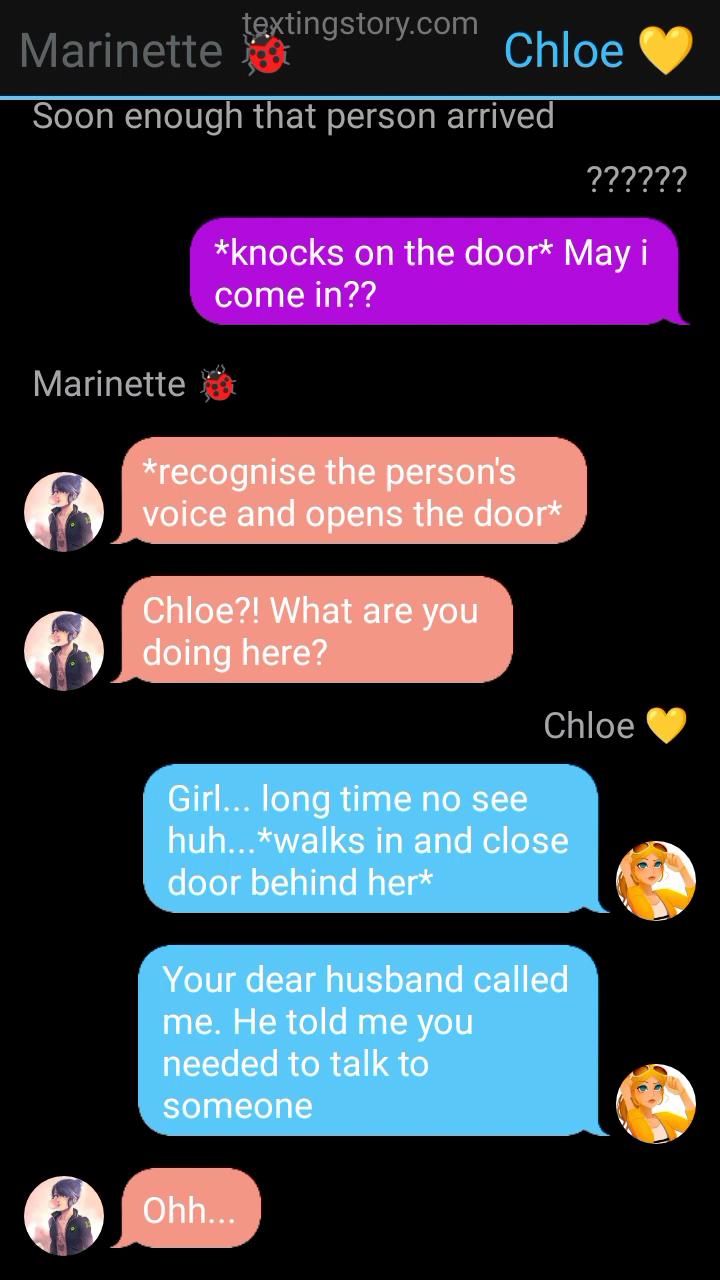 textingstory.com
Marinette 🐞
Chloe 💛
Soon enough that person arrived
??????
*knocks on the door* May i
come in??
Marinette 🐞
*recognise the person's
voice and opens the door*
Chloe?! What are you
doing here?
Chloe 💛
Girl... long time no see
huh...*walks in and close
door behind her*
Your dear husband called
me. He told me you
needed to talk to
someone
Ohh...